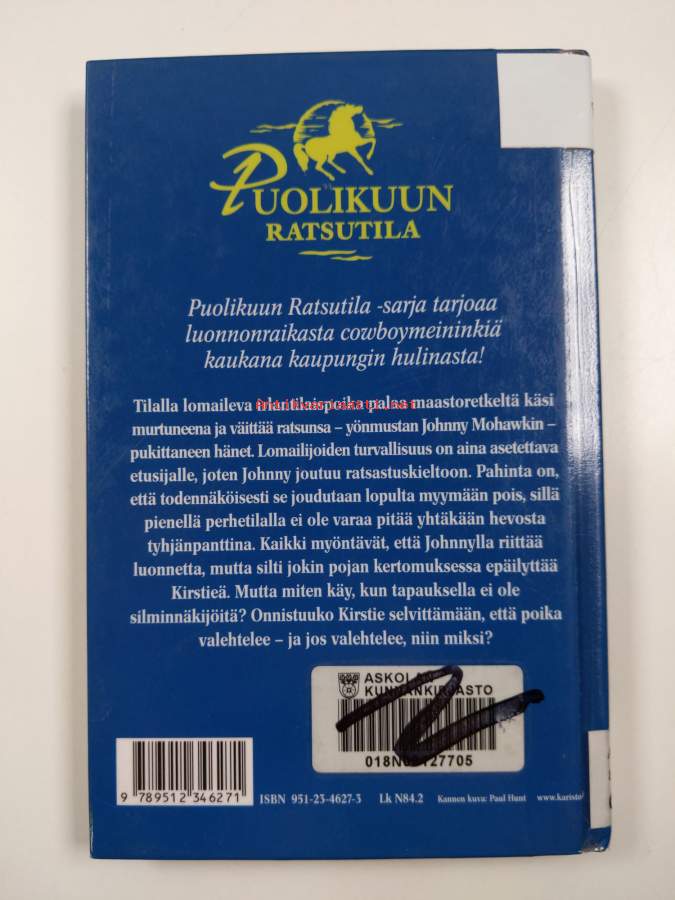 PUOLIKUUN
RATSUTILA
Puolikuun Ratsutila -sarja tarjoaa
luonnonraikasta cowboymeininkiä
kaukana kaupungin hulinasta!
Tilalla lomaileva irlantilaispoika palaa maastoretkeltä käsi
murtuneena ja väittää ratsunsa – yönmustan Johnny Mohawkin –
pukittaneen hänet. Lomailijoiden turvallisuus on aina asetettava
etusijalle, joten Johnny joutuu ratsastuskieltoon. Pahinta on,
että todennäköisesti se joudutaan lopulta myymään pois, sillä
pienellä perhetilalla ei ole varaa pitää yhtäkään hevosta
tyhjänpanttina. Kaikki myöntävät, että Johnnylla riittää
luonnetta, mutta silti jokin pojan kertomuksessa epäilyttää
Kirstieä. Mutta miten käy, kun tapauksella ei ole
silminnäkijöitä? Onnistuuko Kirstie selvittämään, että poika
valehtelee – ja jos valehtelee, niin miksi?
ASKOLAN
KUNNANKIRJASTO
9 789512 346271
ISBN 951-23-4627-3 Lk N84.2 Kannen kuva: Paul Hunt www.karisto